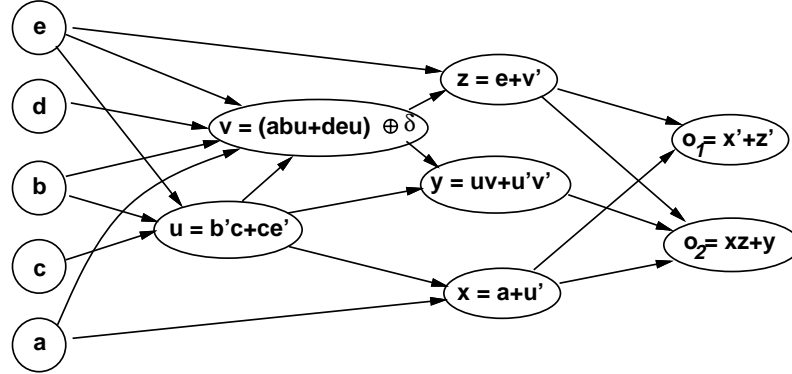 e
z = e+v'
d
v = (abu+deu) ⊕ δ
o1= x'+z'
b
y = uv+u'v'
u = b'c+ce'
o2= xz+y
c
x = a+u'
a